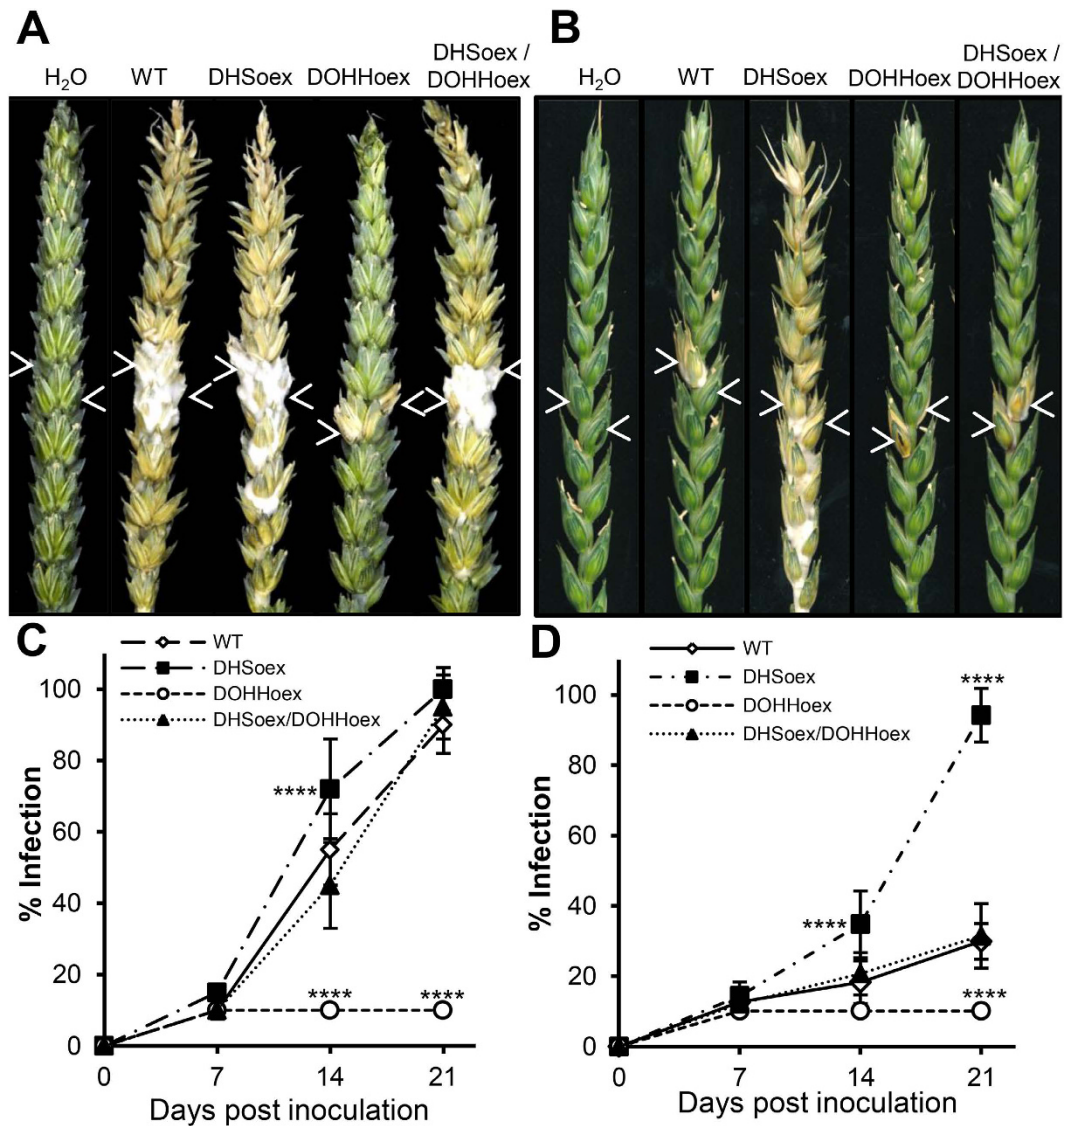 A
H₂O WT DHSoex DOHHoex DHSoex /
DOHHoex
B
H₂O WT DHSoex DOHHoex DHSoex /
DOHHoex
C
WT
DHSoex
DOHHoex
DHSoex/DOHHoex
% Infection
100
80
60
40
20
0
****
****
****
0 7 14 21
Days post inoculation
D
WT
DHSoex
DOHHoex
DHSoex/DOHHoex
% Infection
100
80
60
40
20
0
****
****
****
0 7 14 21
Days post inoculation